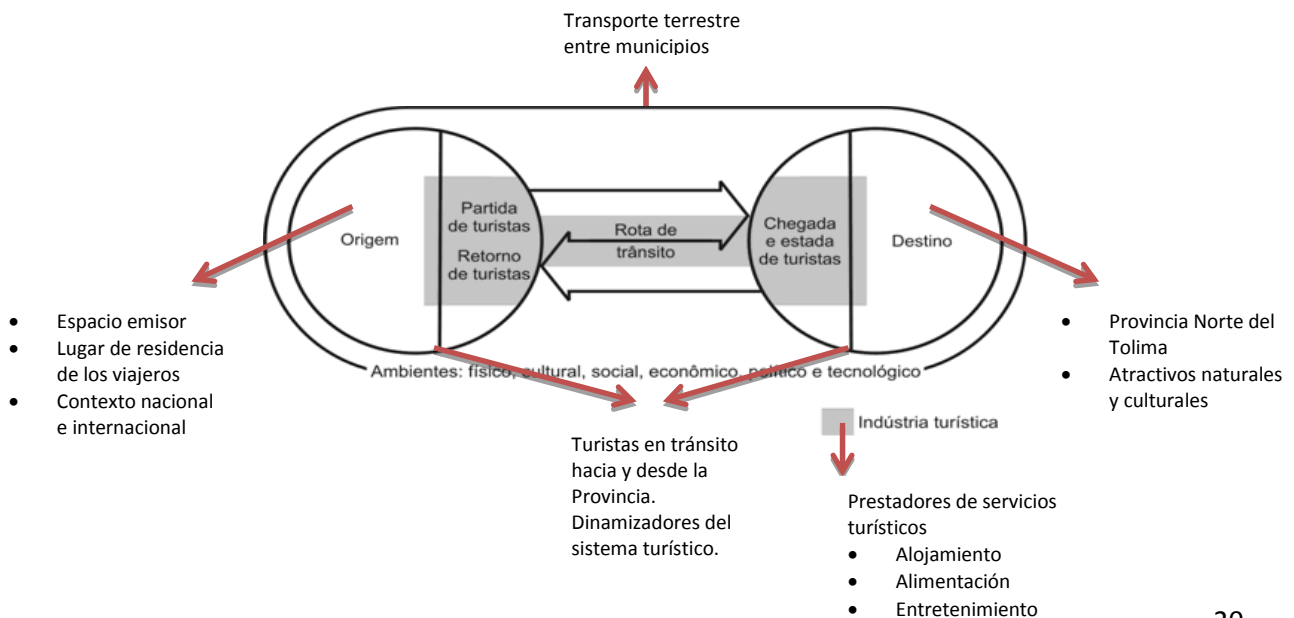 Transporte terrestre
entre municipios
Origem
Partida
de turistas
Retorno
de turistas
Rota de
trânsito
Chegada
e estada
de turistas
Destino
Ambientes: físico, cultural, social, econômico, político e tecnológico
Indústria turística
• Espacio emisor
• Lugar de residencia
de los viajeros
• Contexto nacional
e internacional
• Provincia Norte del
Tolima
• Atractivos naturales
y culturales
Turistas en tránsito
hacia y desde la
Provincia.
Dinamizadores del
sistema turístico.
Prestadores de servicios
turísticos
• Alojamiento
• Alimentación
• Entretenimiento